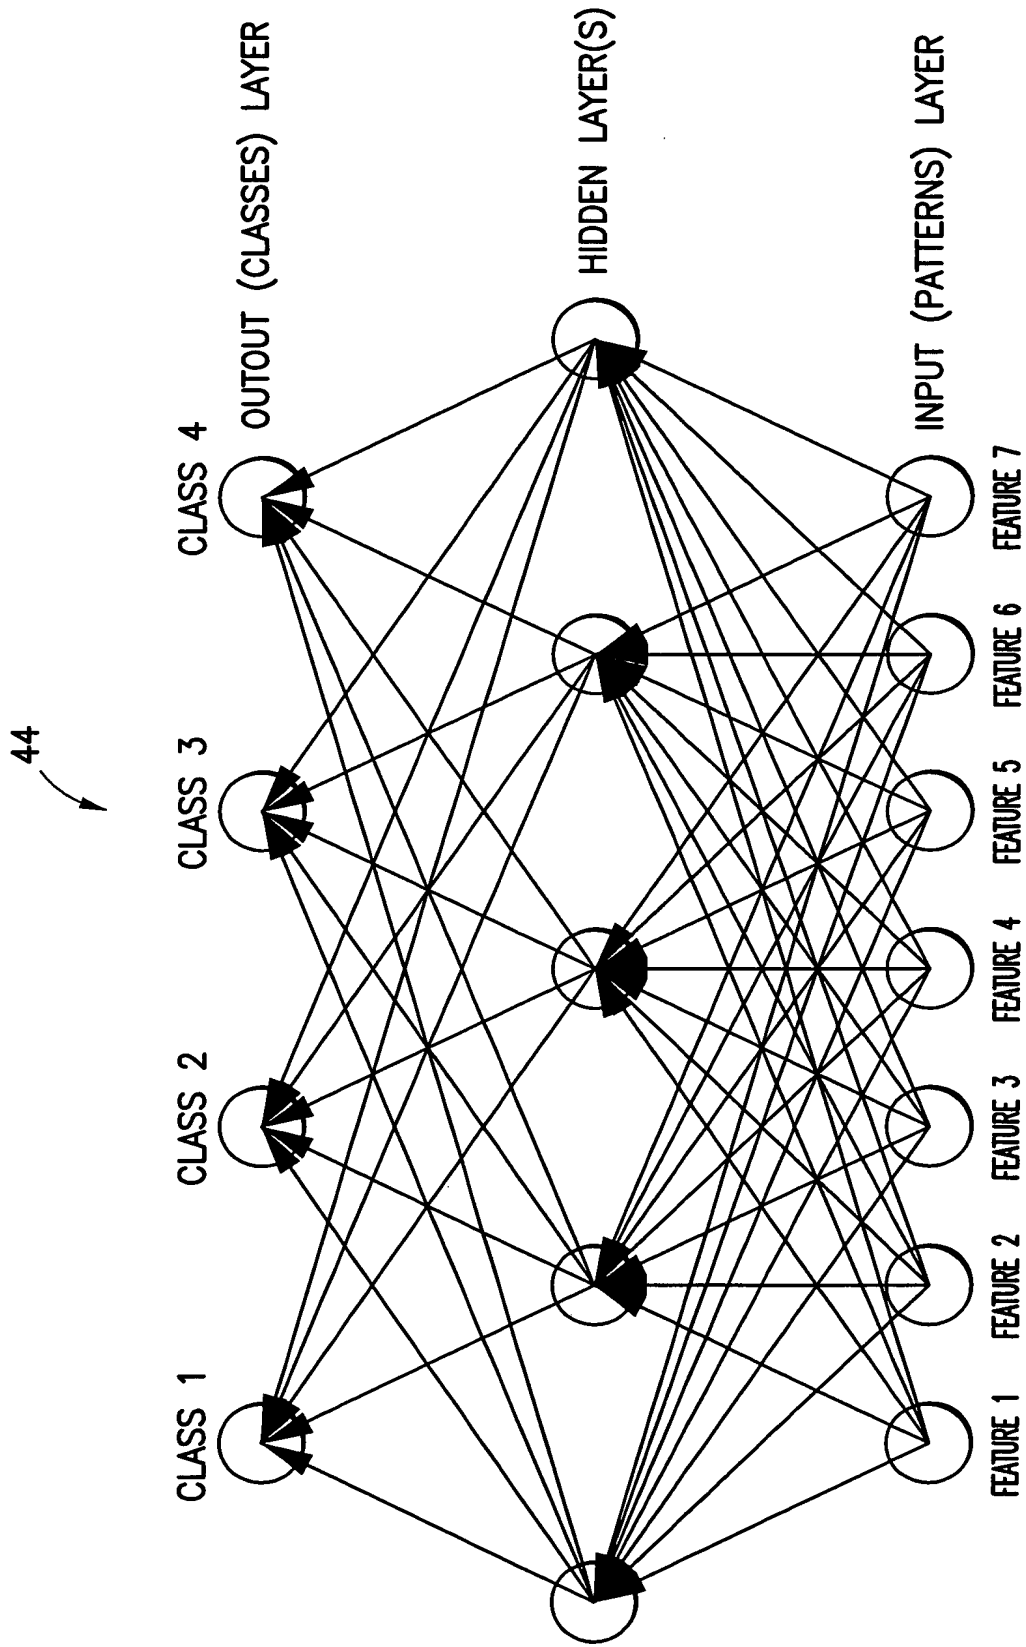 44
CLASS 1
CLASS 2
CLASS 3
CLASS 4
OUTOUT (CLASSES) LAYER
HIDDEN LAYER(S)
INPUT (PATTERNS) LAYER
FEATURE 1
FEATURE 2
FEATURE 3
FEATURE 4
FEATURE 5
FEATURE 6
FEATURE 7